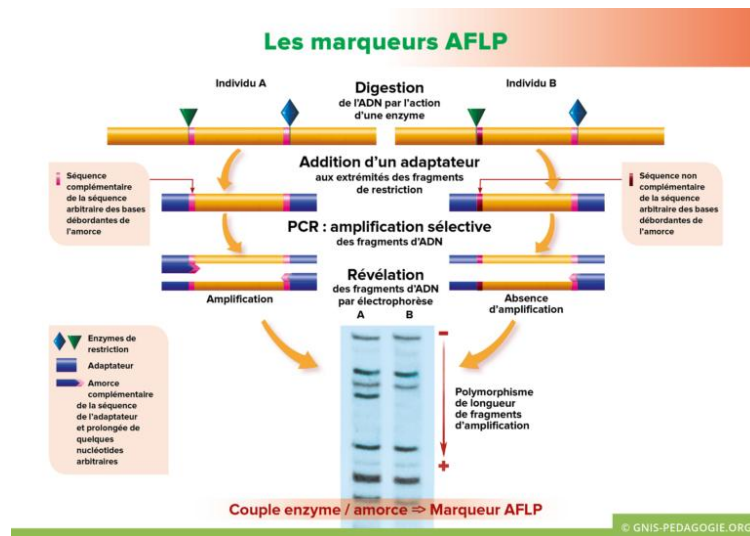 Les marqueurs AFLP
Individu A
Digestion
de l'ADN par l'action
d'une enzyme
Individu B
Addition d'un adaptateur
aux extrémités des fragments
de restriction
Séquence
complémentaire
de la séquence
arbitraire des bases
débordantes de
l'amorce
Séquence non
complémentaire
de la séquence
arbitraire des bases
débordantes de
l'amorce
PCR : amplification sélective
des fragments d'ADN
Révélation
des fragments d'ADN
par électrophorèse
Amplification
Absence
d'amplification
A B
Enzymes de
restriction
Adaptateur
Amorce
complémentaire
de la séquence
de l'adaptateur
et prolongée de
quelques
nucléotides
arbitraires
-
Polymorphisme
de longueur
de fragments
d'amplification
+
Couple enzyme / amorce ⇒ Marqueur AFLP
© GNIS-PEDAGOGIE.ORG